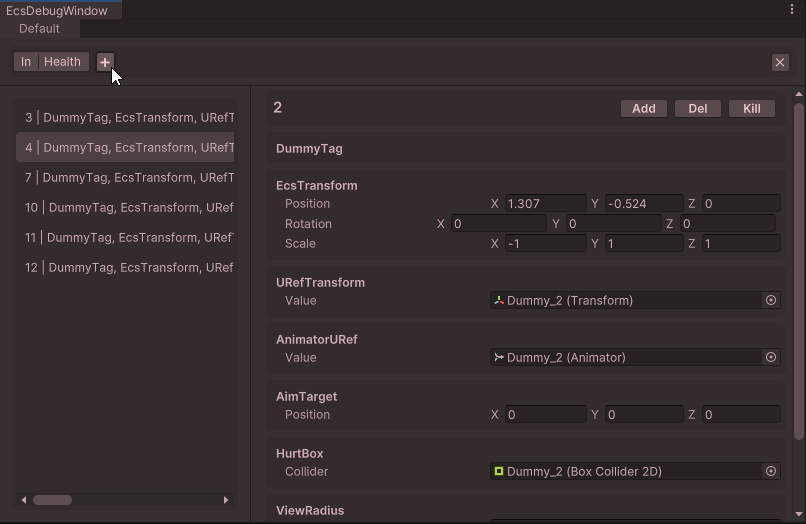 EcsDebugWindow
Default
In Health +
3 | DummyTag, EcsTransform, URefT
4 | DummyTag, EcsTransform, URefT
7 | DummyTag, EcsTransform, URefT
10 | DummyTag, EcsTransform, URef
11 | DummyTag, EcsTransform, URef
12 | DummyTag, EcsTransform, URef
2 Add Del Kill
DummyTag
EcsTransform
Position X 1.307 Y -0.524 Z 0
Rotation X 0 Y 0 Z 0
Scale X -1 Y 1 Z 1
URefTransform
Value Dummy_2 (Transform)
AnimatorURef
Value Dummy_2 (Animator)
AimTarget
Position X 0 Y 0 Z 0
HurtBox
Collider Dummy_2 (Box Collider 2D)
ViewRadius